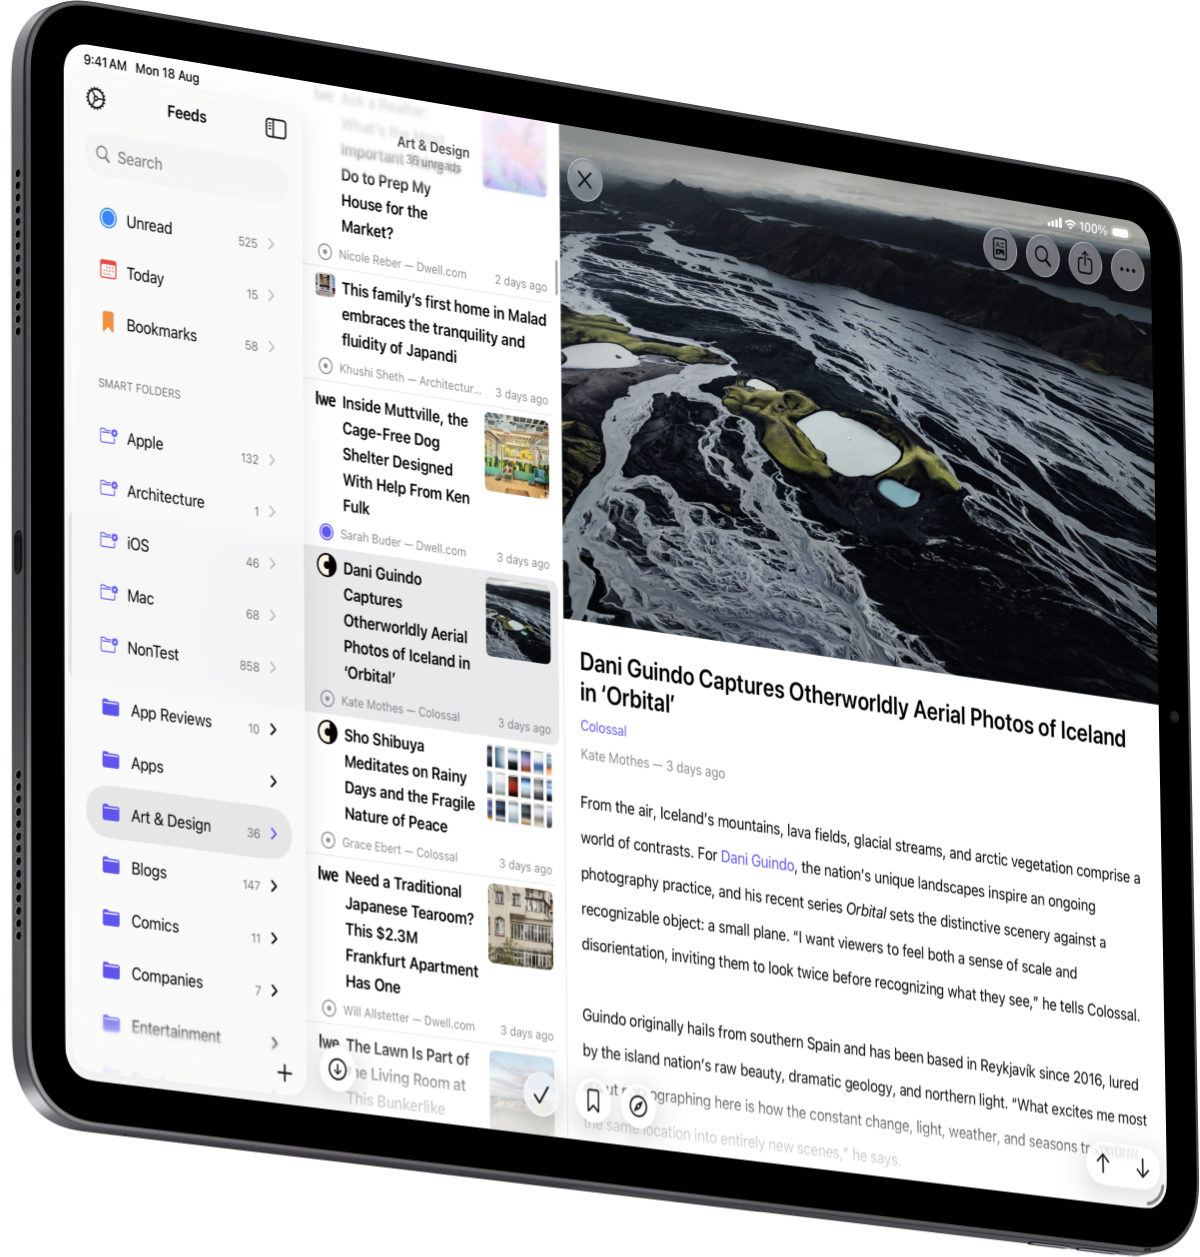 9:41 AM Mon 18 Aug
100%
Feeds
Search
Unread 525
Today 15
Bookmarks 58
SMART FOLDERS
Apple 132
Architecture 1
iOS 46
Mac 68
NonTest 858
App Reviews 10
Apps
Art & Design 36
Blogs 147
Comics 11
Companies 7
Entertainment
Art & Design
36 unreads
lwe Ask a Realtor:
What's the Most
Important Thing to
Do to Prep My
House for the
Market?
Nicole Reber — Dwell.com 2 days ago
This family's first home in Malad
embraces the tranquility and
fluidity of Japandi
Khushi Sheth — Architectur... 3 days ago
lwe Inside Muttville, the
Cage-Free Dog
Shelter Designed
With Help From Ken
Fulk
Sarah Buder — Dwell.com 3 days ago
Dani Guindo
Captures
Otherworldly Aerial
Photos of Iceland in
‘Orbital’
Kate Mothes — Colossal 3 days ago
Sho Shibuya
Meditates on Rainy
Days and the Fragile
Nature of Peace
Grace Ebert — Colossal 3 days ago
lwe Need a Traditional
Japanese Tearoom?
This $2.3M
Frankfurt Apartment
Has One
Will Allstetter — Dwell.com 3 days ago
lwe The Lawn Is Part of
the Living Room at
This Bunkerlike
Dani Guindo Captures Otherworldly Aerial Photos of Iceland
in ‘Orbital’
Colossal
Kate Mothes — 3 days ago
From the air, Iceland’s mountains, lava fields, glacial streams, and arctic vegetation comprise a
world of contrasts. For Dani Guindo, the nation’s unique landscapes inspire an ongoing
photography practice, and his recent series Orbital sets the distinctive scenery against a
recognizable object: a small plane. “I want viewers to feel both a sense of scale and
disorientation, inviting them to look twice before recognizing what they see,” he tells Colossal.
Guindo originally hails from southern Spain and has been based in Reykjavík since 2016, lured
by the island nation’s raw beauty, dramatic geology, and northern light. “What excites me most
photographing here is how the constant change, light, weather, and seasons
the same location into entirely new scenes,” he says.